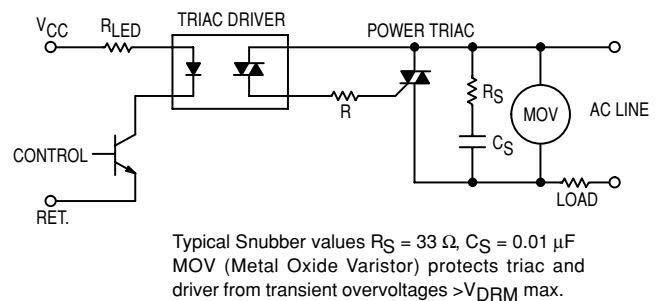 TRIAC DRIVER
POWER TRIAC
VCC
RLED
R
RS
CS
MOV
AC LINE
CONTROL
RET.
LOAD
Typical Snubber values RS = 33 Ω, CS = 0.01 μF
MOV (Metal Oxide Varistor) protects triac and
driver from transient overvoltages >VDRM max.